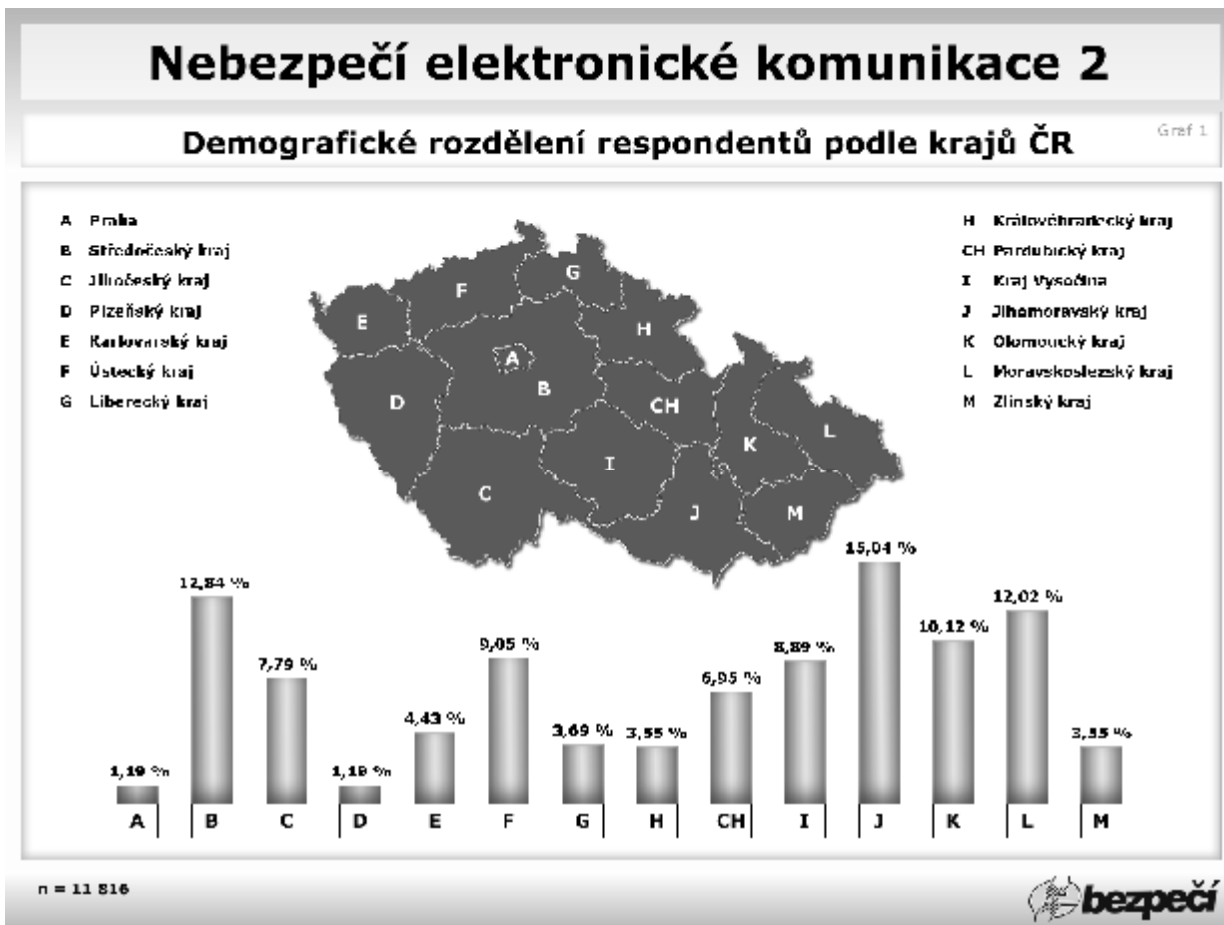 Nebezpečí elektronické komunikace 2
Demografické rozdělení respondentů podle krajů ČR
Graf 1
A Praha
B Středočeský kraj
C Jihočeský kraj
D Plzeňský kraj
E Karlovarský kraj
F Ústecký kraj
G Liberecký kraj
H Královéhradecký kraj
CH Pardubický kraj
I Kraj Vysočina
J Jihomoravský kraj
K Olomoucký kraj
L Moravskoslezský kraj
M Zlínský kraj
G
F
E
H
A
B
D
CH
L
K
I
C
J
M
1,19 %
12,84 %
7,79 %
1,19 %
4,43 %
9,05 %
3,69 %
3,55 %
6,95 %
8,89 %
15,04 %
10,12 %
12,02 %
3,55 %
A B C D E F G H CH I J K L M
n = 11 816
bezpečí